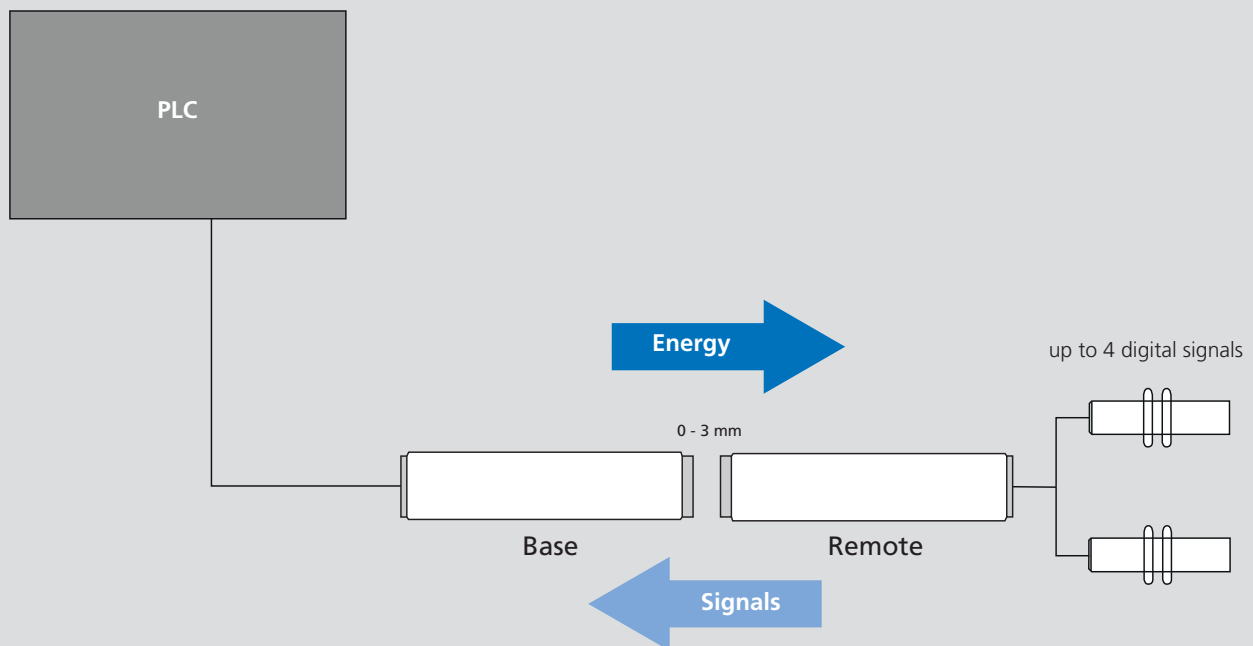 PLC
Energy
up to 4 digital signals
0 - 3 mm
Base
Remote
Signals